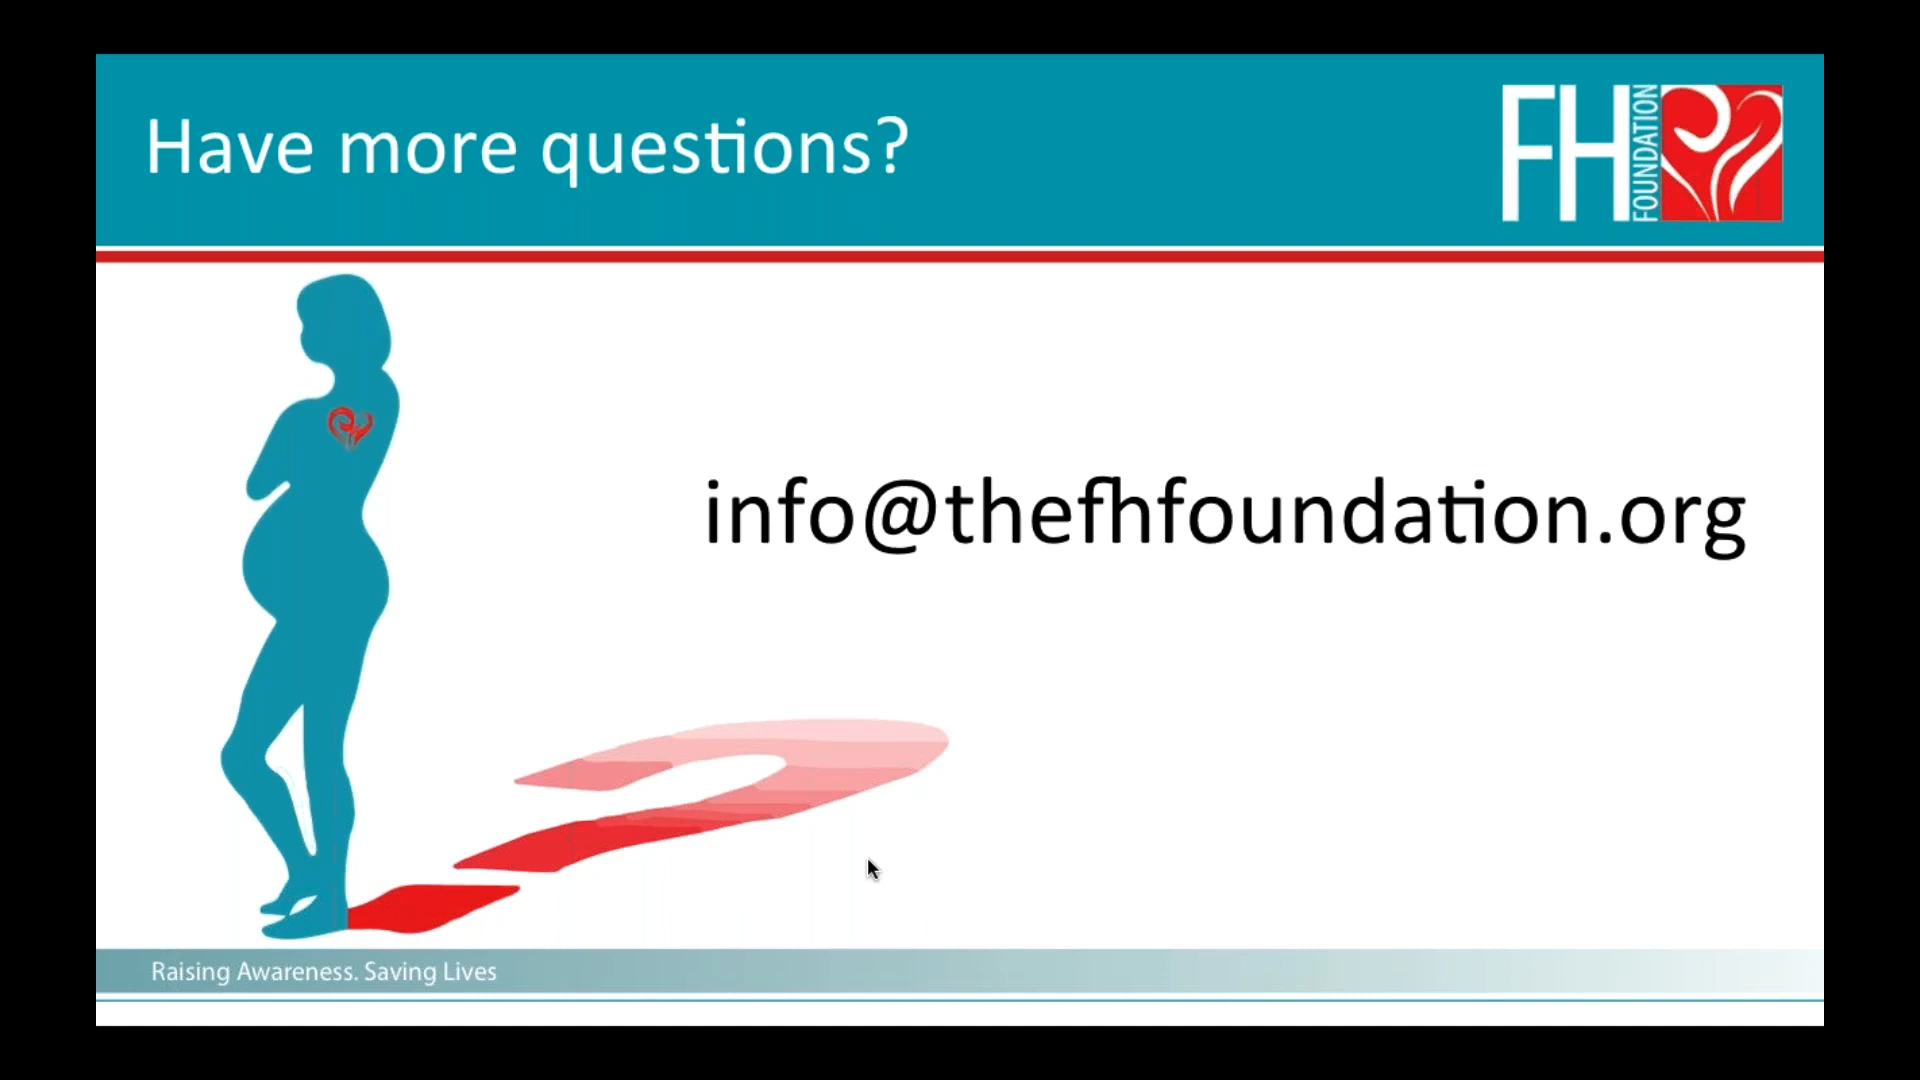 Have more questions?
FH FOUNDATION
info@thefhfoundation.org
Raising Awareness. Saving Lives